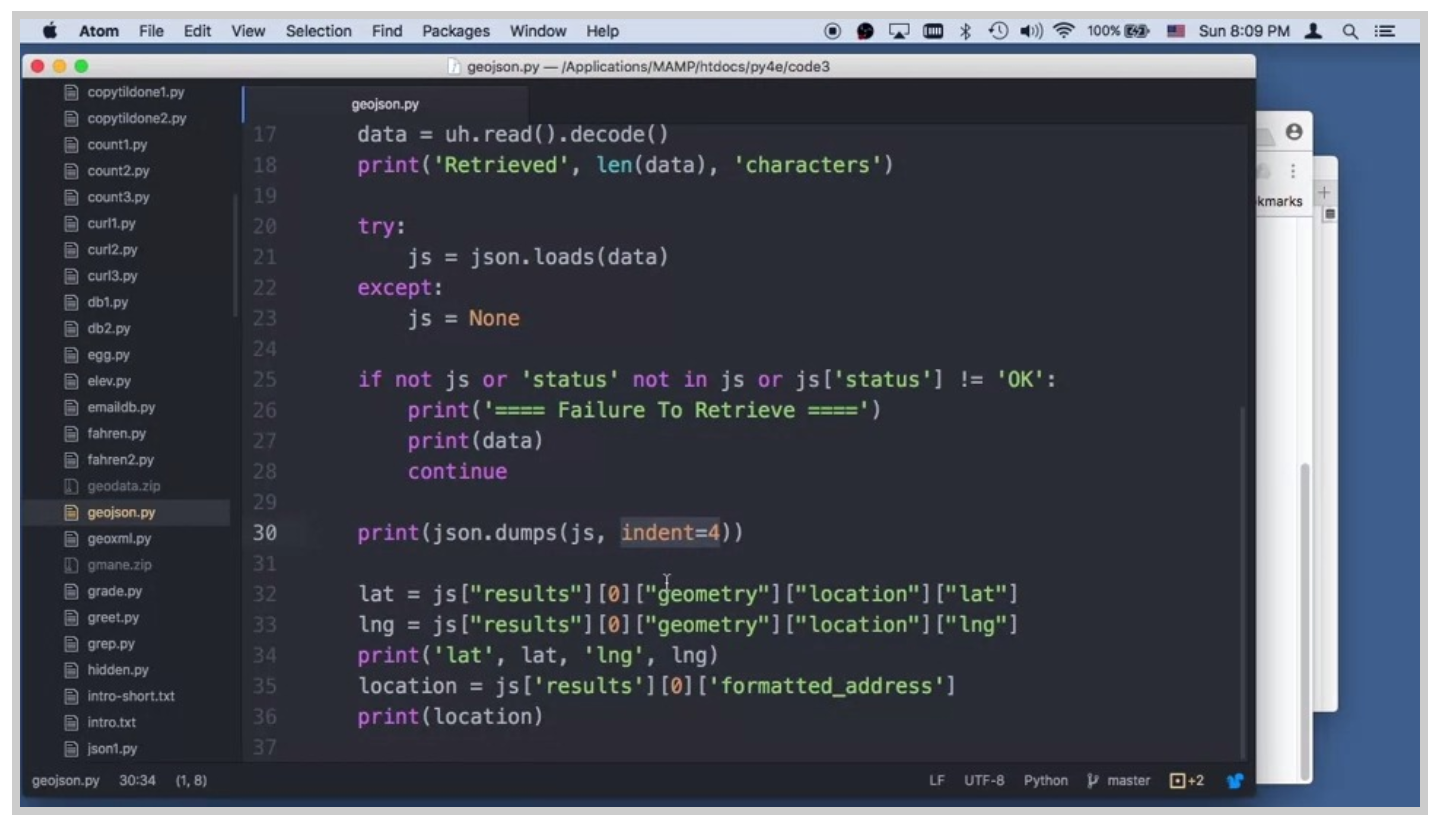 Atom File Edit View Selection Find Packages Window Help 100% Sun 8:09 PM
geojson.py — /Applications/MAMP/htdocs/py4e/code3
copytildone1.py
copytildone2.py
count1.py
count2.py
count3.py
curl1.py
curl2.py
curl3.py
db1.py
db2.py
egg.py
elev.py
emaildb.py
fahren.py
fahren2.py
geodata.zip
geojson.py
geoxml.py
gmane.zip
grade.py
greet.py
grep.py
hidden.py
intro-short.txt
intro.txt
json1.py
geojson.py
17 data = uh.read().decode()
18 print('Retrieved', len(data), 'characters')
19
20 try:
21 js = json.loads(data)
22 except:
23 js = None
24
25 if not js or 'status' not in js or js['status'] != 'OK':
26 print('==== Failure To Retrieve ====')
27 print(data)
28 continue
29
30 print(json.dumps(js, indent=4))
31
32 lat = js["results"][0]["geometry"]["location"]["lat"]
33 lng = js["results"][0]["geometry"]["location"]["lng"]
34 print('lat', lat, 'lng', lng)
35 location = js['results'][0]['formatted_address']
36 print(location)
37
kmarks
geojson.py 30:34 (1, 8) LF UTF-8 Python master +2